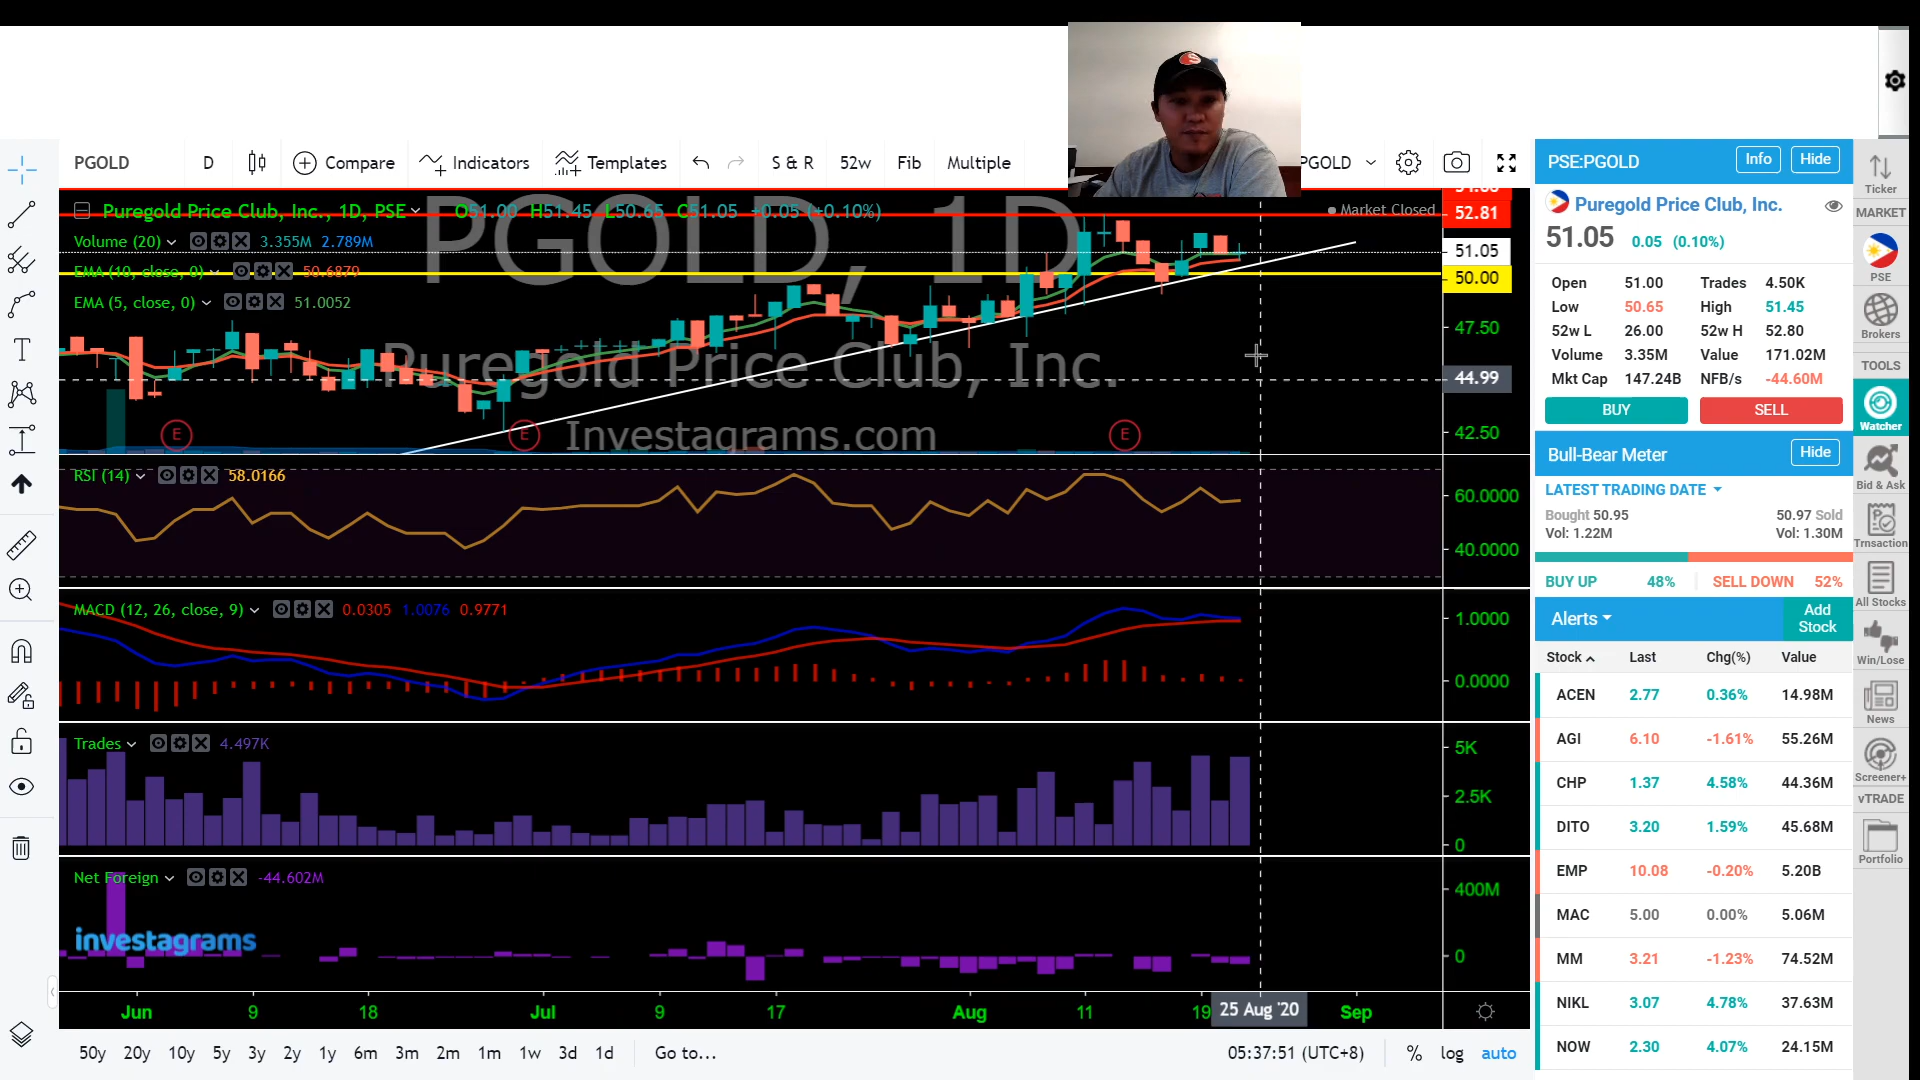 PGOLD D Compare Indicators Templates S & R 52w Fib Multiple PGOLD
Puregold Price Club, Inc., 1D, PSE O51.00 H51.45 L50.65 C51.05 +0.05 (+0.10%)
Market Closed
Volume (20) 3.355M 2.789M
EMA (10, close, 0) 50.6879
EMA (5, close, 0) 51.0052
PGOLD, 1D
Puregold Price Club, Inc.
Investagrams.com
E E E
52.81
51.05
50.00
47.50
44.99
42.50
RSI (14) 58.0166
60.0000
40.0000
MACD (12, 26, close, 9) 0.0305 1.0076 0.9771
1.0000
0.0000
Trades 4.497K
5K
2.5K
0
Net Foreign -44.602M
400M
0
investagrams
Jun 9 18 Jul 9 17 Aug 11 19 25 Aug '20 Sep
50y 20y 10y 5y 3y 2y 1y 6m 3m 2m 1m 1w 3d 1d Go to... 05:37:51 (UTC+8) % log auto
PSE:PGOLD Info Hide
Puregold Price Club, Inc.
51.05 0.05 (0.10%)
Open 51.00 Trades 4.50K
Low 50.65 High 51.45
52w L 26.00 52w H 52.80
Volume 3.35M Value 171.02M
Mkt Cap 147.24B NFB/s -44.60M
BUY SELL
Bull-Bear Meter Hide
LATEST TRADING DATE
Bought 50.95 50.97 Sold
Vol: 1.22M Vol: 1.30M
BUY UP 48% SELL DOWN 52%
Alerts Add Stock
Stock Last Chg(%) Value
ACEN 2.77 0.36% 14.98M
AGI 6.10 -1.61% 55.26M
CHP 1.37 4.58% 44.36M
DITO 3.20 1.59% 45.68M
EMP 10.08 -0.20% 5.20B
MAC 5.00 0.00% 5.06M
MM 3.21 -1.23% 74.52M
NIKL 3.07 4.78% 37.63M
NOW 2.30 4.07% 24.15M
Ticker
MARKET
PSE
Brokers
TOOLS
Watcher
Bid & Ask
Trnsaction
All Stocks
Win/Lose
News
Screener+
vTRADE
Portfolio